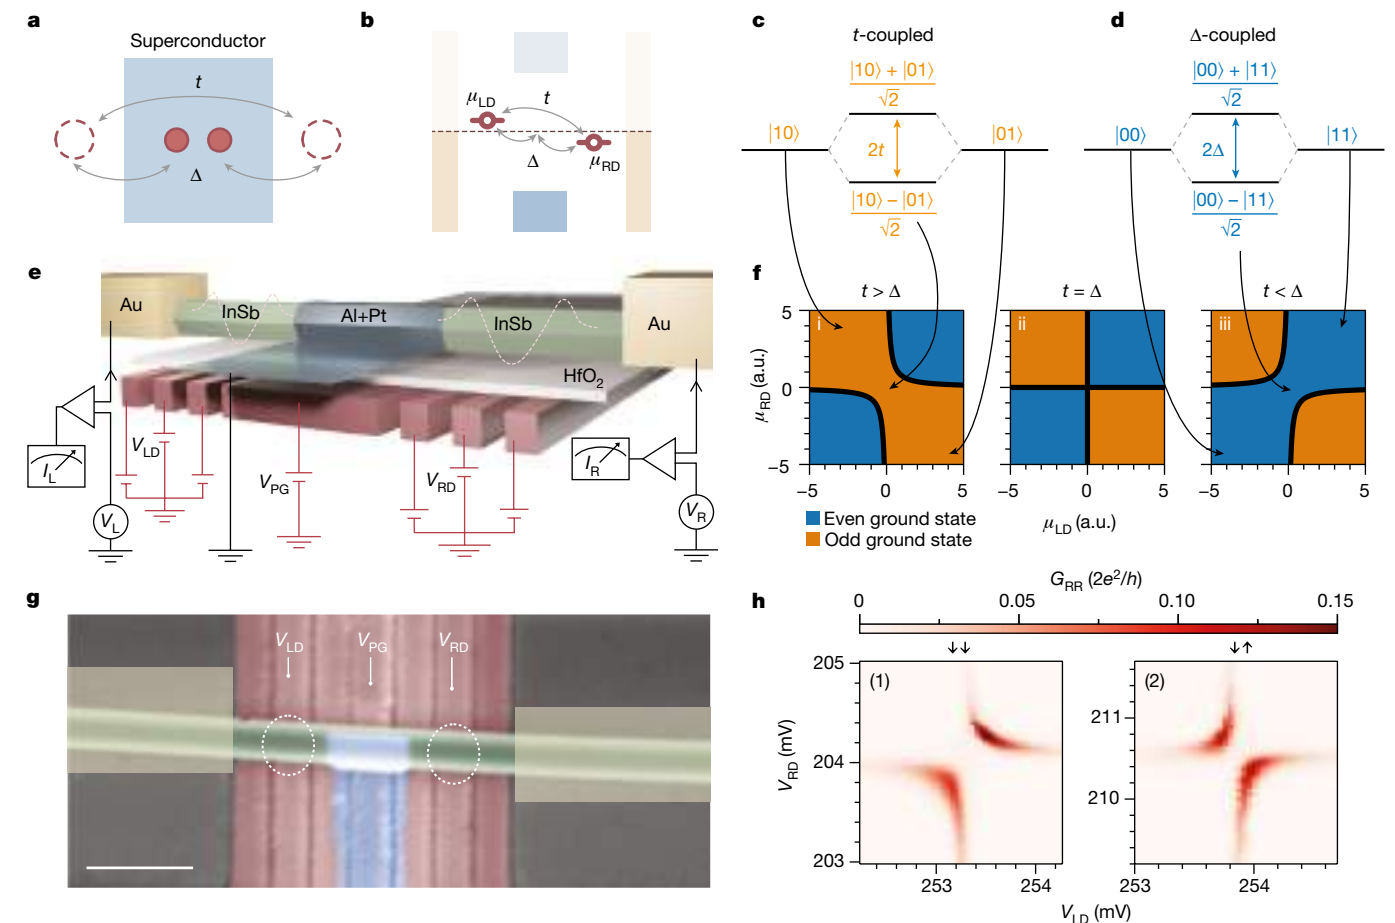 a
Superconductor
t
Δ
b
μLD
t
Δ
μRD
c
t-coupled
|10⟩ + |01⟩
√2
|10⟩
2t
|01⟩
|10⟩ – |01⟩
√2
d
Δ-coupled
|00⟩ + |11⟩
√2
|00⟩
2Δ
|11⟩
|00⟩ – |11⟩
√2
e
Au
InSb
Al+Pt
InSb
Au
HfO2
VLD
IL
VL
VPG
VRD
IR
VR
f
t > Δ
t = Δ
t < Δ
i
ii
iii
5
0
–5
μRD (a.u.)
–5 0 5
–5 0 5
–5 0 5
μLD (a.u.)
Even ground state
Odd ground state
g
VLD
VPG
VRD
h
GRR (2e²/h)
0 0.05 0.10 0.15
↓↓
↓↑
(1)
(2)
205
204
203
VRD (mV)
211
210
253 254
253 254
VLD (mV)